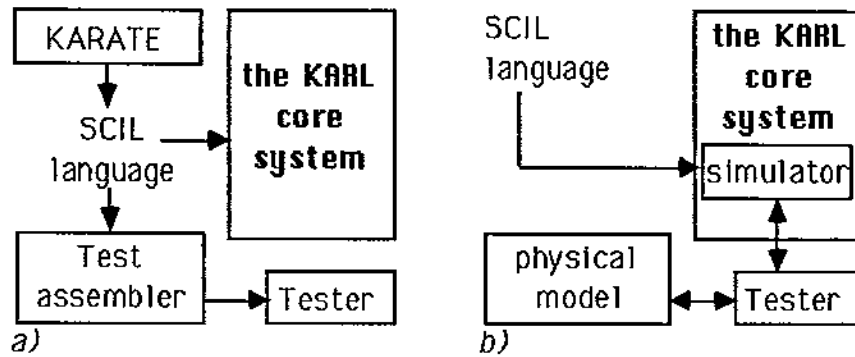 KARATE
SCIL
language
the KARL
core
system
Test
assembler
Tester
a)
SCIL
language
the KARL
core
system
simulator
physical
model
Tester
b)